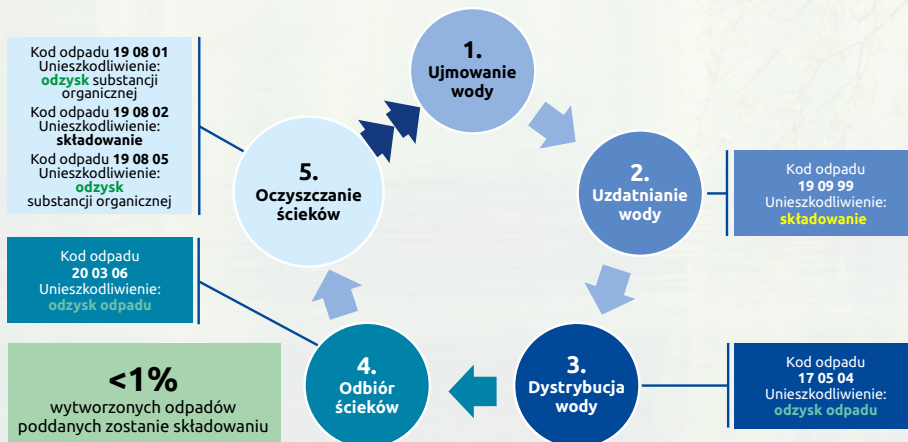 1.
Ujmowanie
wody
2.
Uzdatnianie
wody
Kod odpadu
19 09 99
Unieszkodliwienie:
składowanie
3.
Dystrybucja
wody
Kod odpadu
17 05 04
Unieszkodliwienie:
odzysk odpadu
4.
Odbiór
ścieków
Kod odpadu
20 03 06
Unieszkodliwienie:
odzysk odpadu
5.
Oczyszczanie
ścieków
Kod odpadu 19 08 01
Unieszkodliwienie:
odzysk substancji
organicznej
Kod odpadu 19 08 02
Unieszkodliwienie:
składowanie
Kod odpadu 19 08 05
Unieszkodliwienie:
odzysk
substancji organicznej
<1%
wytworzonych odpadów
poddanych zostanie składowaniu